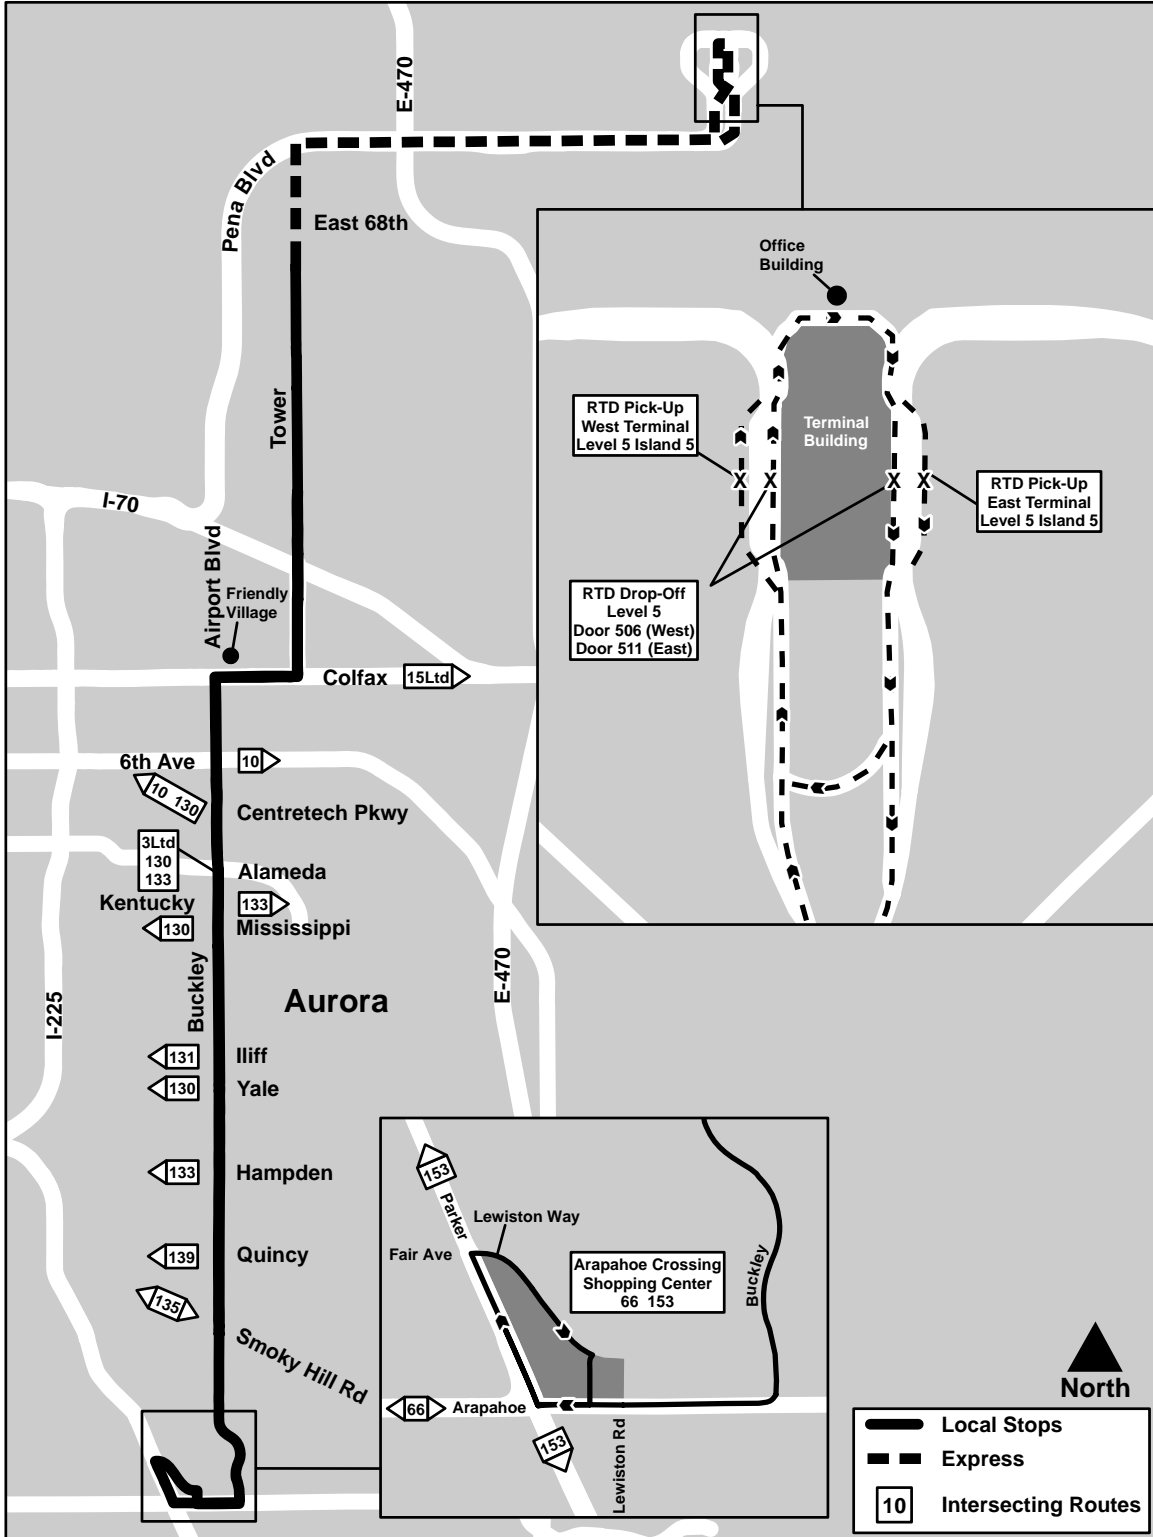 E-470
Pena Blvd
East 68th
Office
Building
Tower
RTD Pick-Up
West Terminal
Level 5 Island 5
Terminal
Building
X
X
X
X
RTD Pick-Up
East Terminal
Level 5 Island 5
I-70
Airport Blvd
Friendly
Village
RTD Drop-Off
Level 5
Door 506 (West)
Door 511 (East)
Colfax
15Ltd
6th Ave
10
10 130
Centretech Pkwy
3Ltd
130
133
Alameda
Kentucky
133
130
Mississippi
Buckley
Aurora
E-470
I-225
131
Iliff
130
Yale
133
Hampden
139
Quincy
135
Smoky Hill Rd
153
Parker
Lewiston Way
Fair Ave
Arapahoe Crossing
Shopping Center
66 153
Buckley
66
Arapahoe
153
Lewiston Rd
North
Local Stops
Express
10
Intersecting Routes